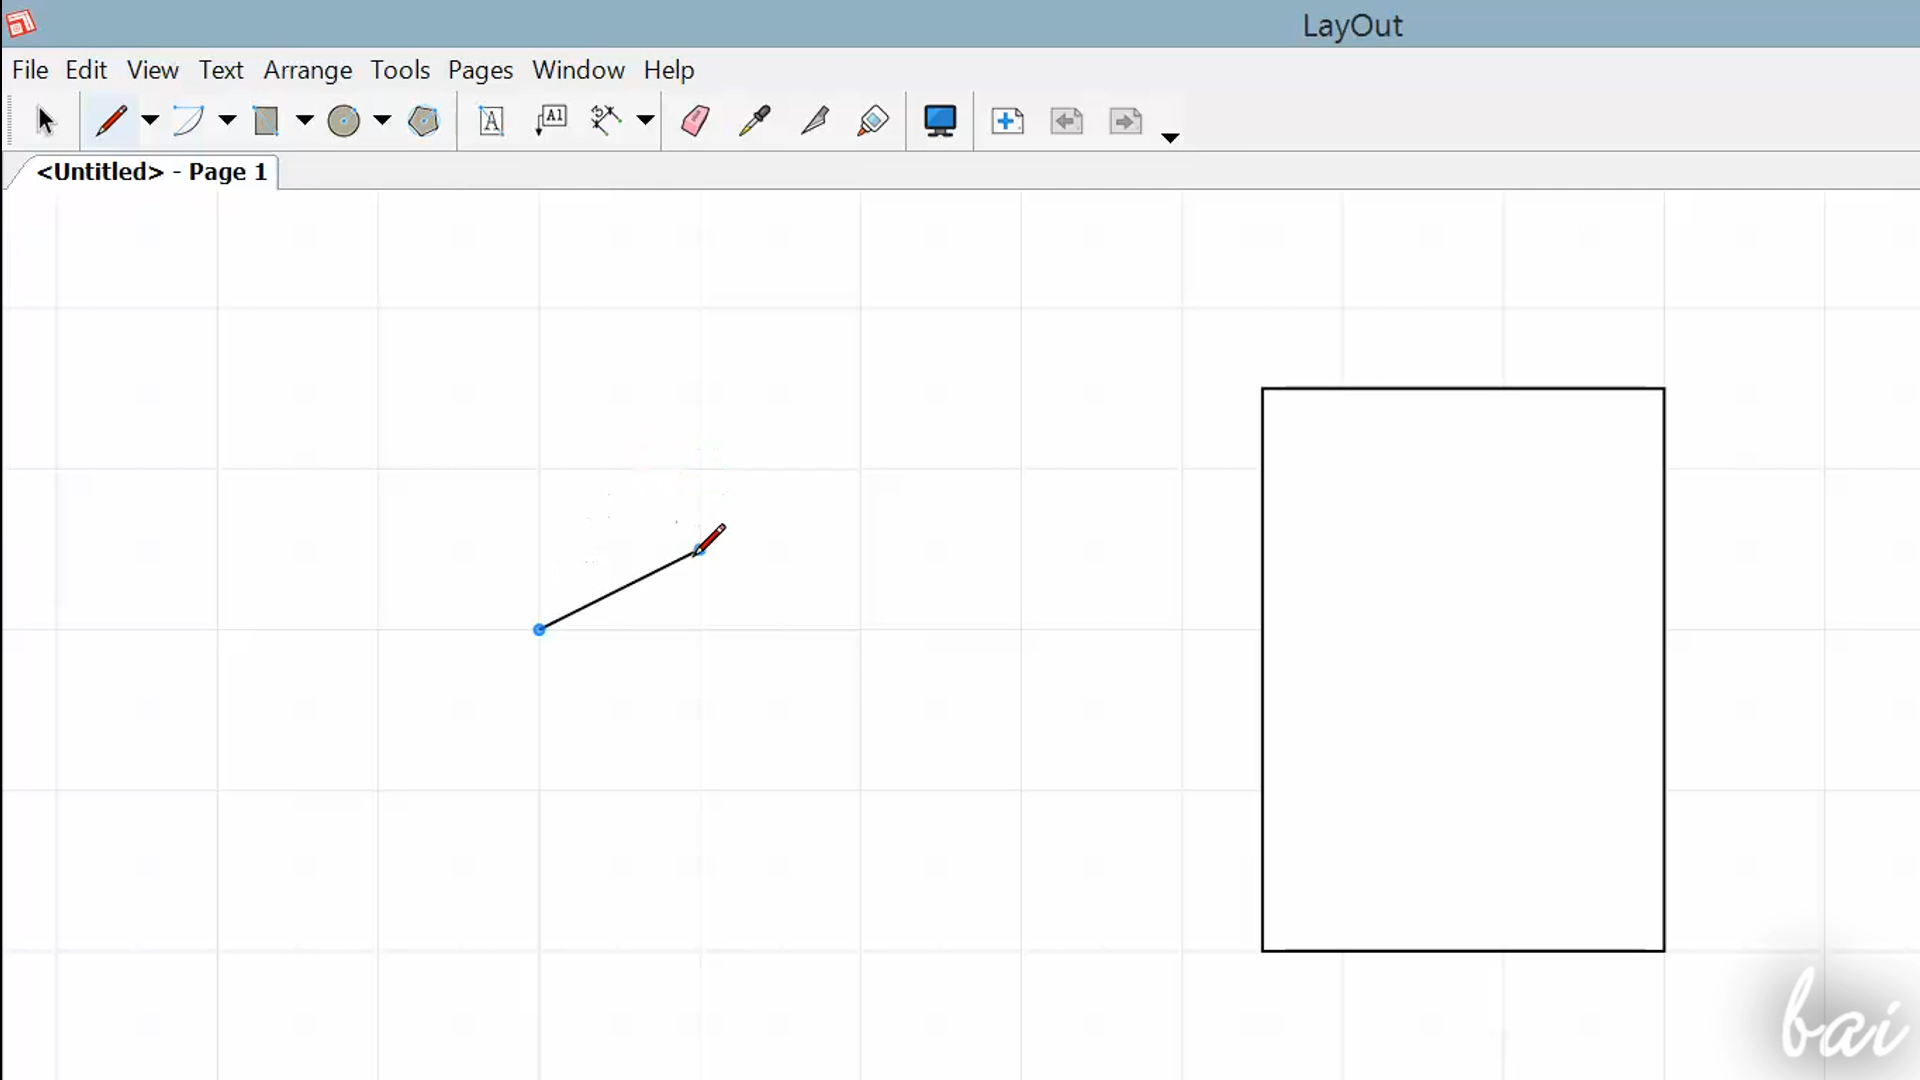 LayOut
File Edit View Text Arrange Tools Pages Window Help
A A1
<Untitled> - Page 1
bai